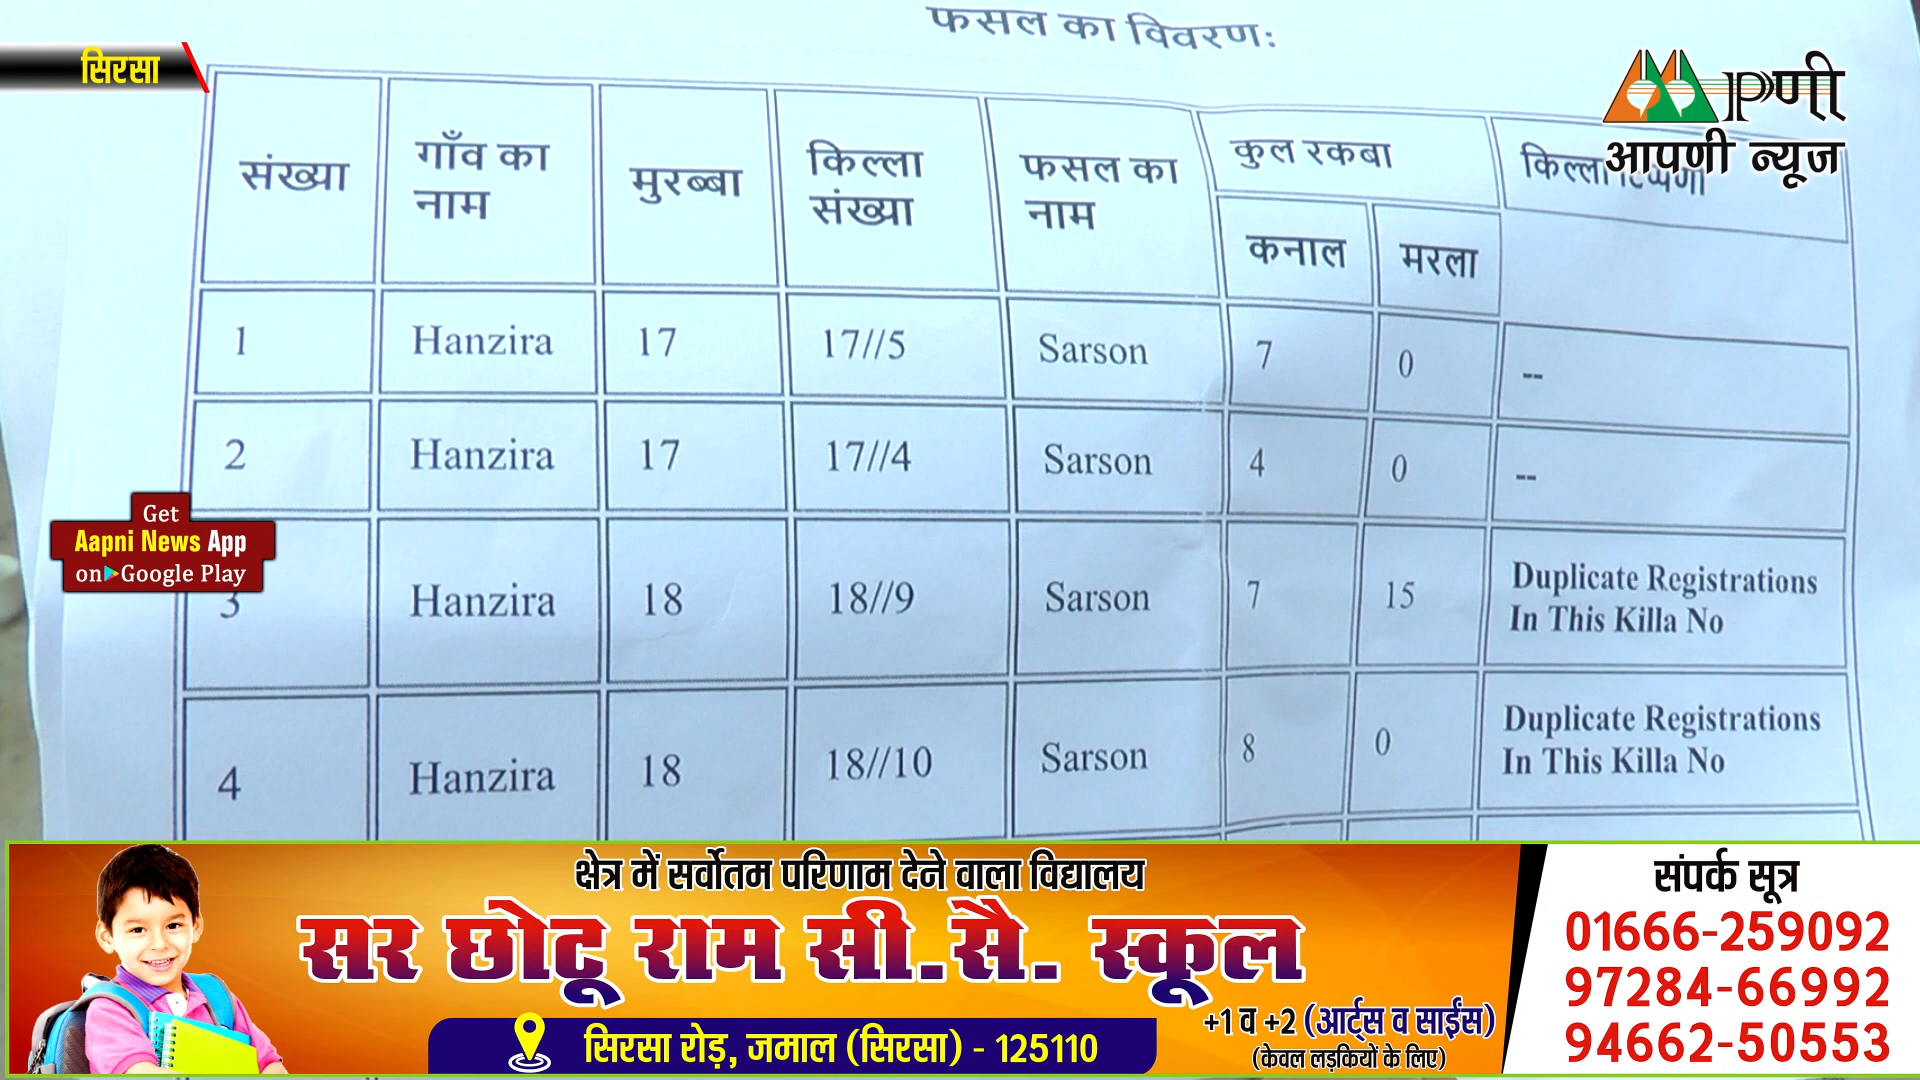 फसल का विवरण:
सिरसा
Pणी
आपणी न्यूज
संख्या
गाँव का
नाम
मुरब्बा
किल्ला
संख्या
फसल का
नाम
कुल रकबा
कनाल
मरला
किल्ला टिप्पणी
1 Hanzira 17 17//5 Sarson 7 0 --
2 Hanzira 17 17//4 Sarson 4 0 --
Get
Aapni News App
on Google Play
3 Hanzira 18 18//9 Sarson 7 15 Duplicate Registrations
In This Killa No
4 Hanzira 18 18//10 Sarson 8 0 Duplicate Registrations
In This Killa No
क्षेत्र में सर्वोतम परिणाम देने वाला विद्यालय
सर छोटू राम सी.सै. स्कूल
+1 व +2 (आर्ट्स व साईंस)
(केवल लड़कियों के लिए)
सिरसा रोड़, जमाल (सिरसा) - 125110
संपर्क सूत्र
01666-259092
97284-66992
94662-50553